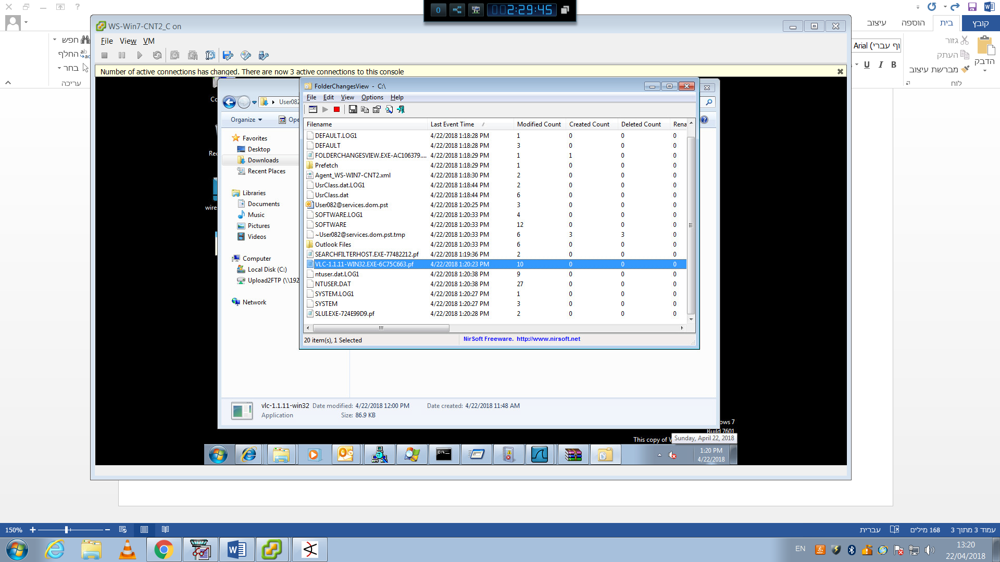 0
00 2:29:45
קובץ
בית
הוספה
עיצוב
WS-Win7-CNT2_C on
File View VM
Number of active connections has changed. There are now 3 active connections to this console
חפש
החלף
בחר
עריכה
גזור
העתק
מברשת עיצוב
הדבק
לוח
Arial (גוף עברי
U I B
FolderChangesView - C:\
File Edit View Options Help
Filename Last Event Time Modified Count Created Count Deleted Count Rena
DEFAULT.LOG1 4/22/2018 1:18:28 PM 1 0 0 0
DEFAULT 4/22/2018 1:18:28 PM 3 0 0 0
FOLDERCHANGESVIEW.EXE-AC106379.... 4/22/2018 1:18:29 PM 1 1 0 0
Prefetch 4/22/2018 1:18:29 PM 1 0 0 0
Agent_WS-WIN7-CNT2.xml 4/22/2018 1:18:30 PM 2 0 0 0
UsrClass.dat.LOG1 4/22/2018 1:18:44 PM 2 0 0 0
UsrClass.dat 4/22/2018 1:18:44 PM 6 0 0 0
User082@services.dom.pst 4/22/2018 1:20:25 PM 3 0 0 0
SOFTWARE.LOG1 4/22/2018 1:20:33 PM 4 0 0 0
SOFTWARE 4/22/2018 1:20:33 PM 12 0 0 0
~User082@services.dom.pst.tmp 4/22/2018 1:20:33 PM 6 3 3 0
Outlook Files 4/22/2018 1:20:33 PM 6 0 0 0
SEARCHFILTERHOST.EXE-77482212.pf 4/22/2018 1:19:36 PM 2 0 0 0
VLC-1.1.11-WIN32.EXE-6C75C663.pf 4/22/2018 1:20:23 PM 10 0 0 0
ntuser.dat.LOG1 4/22/2018 1:20:38 PM 9 0 0 0
NTUSER.DAT 4/22/2018 1:20:38 PM 27 0 0 0
SYSTEM.LOG1 4/22/2018 1:20:27 PM 1 0 0 0
SYSTEM 4/22/2018 1:20:27 PM 3 0 0 0
SLUI.EXE-724E99D9.pf 4/22/2018 1:20:28 PM 2 0 0 0
20 item(s), 1 Selected NirSoft Freeware. http://www.nirsoft.net
User082
Organize Ope
Favorites
Desktop
Downloads
Recent Places
Libraries
Documents
Music
Pictures
Videos
Computer
Local Disk (C:)
Upload2FTP (\\192
Network
Co
Rec
wire
vlc-1.1.11-win32 Date modified: 4/22/2018 12:00 PM Date created: 4/22/2018 11:48 AM
Application Size: 86.9 KB
ows 7
Build 7601
This copy of W
Sunday, April 22, 2018
1:20 PM
4/22/2018
150%
עמוד 3 מתוך 3
168 מילים
עברית
EN
13:20
22/04/2018